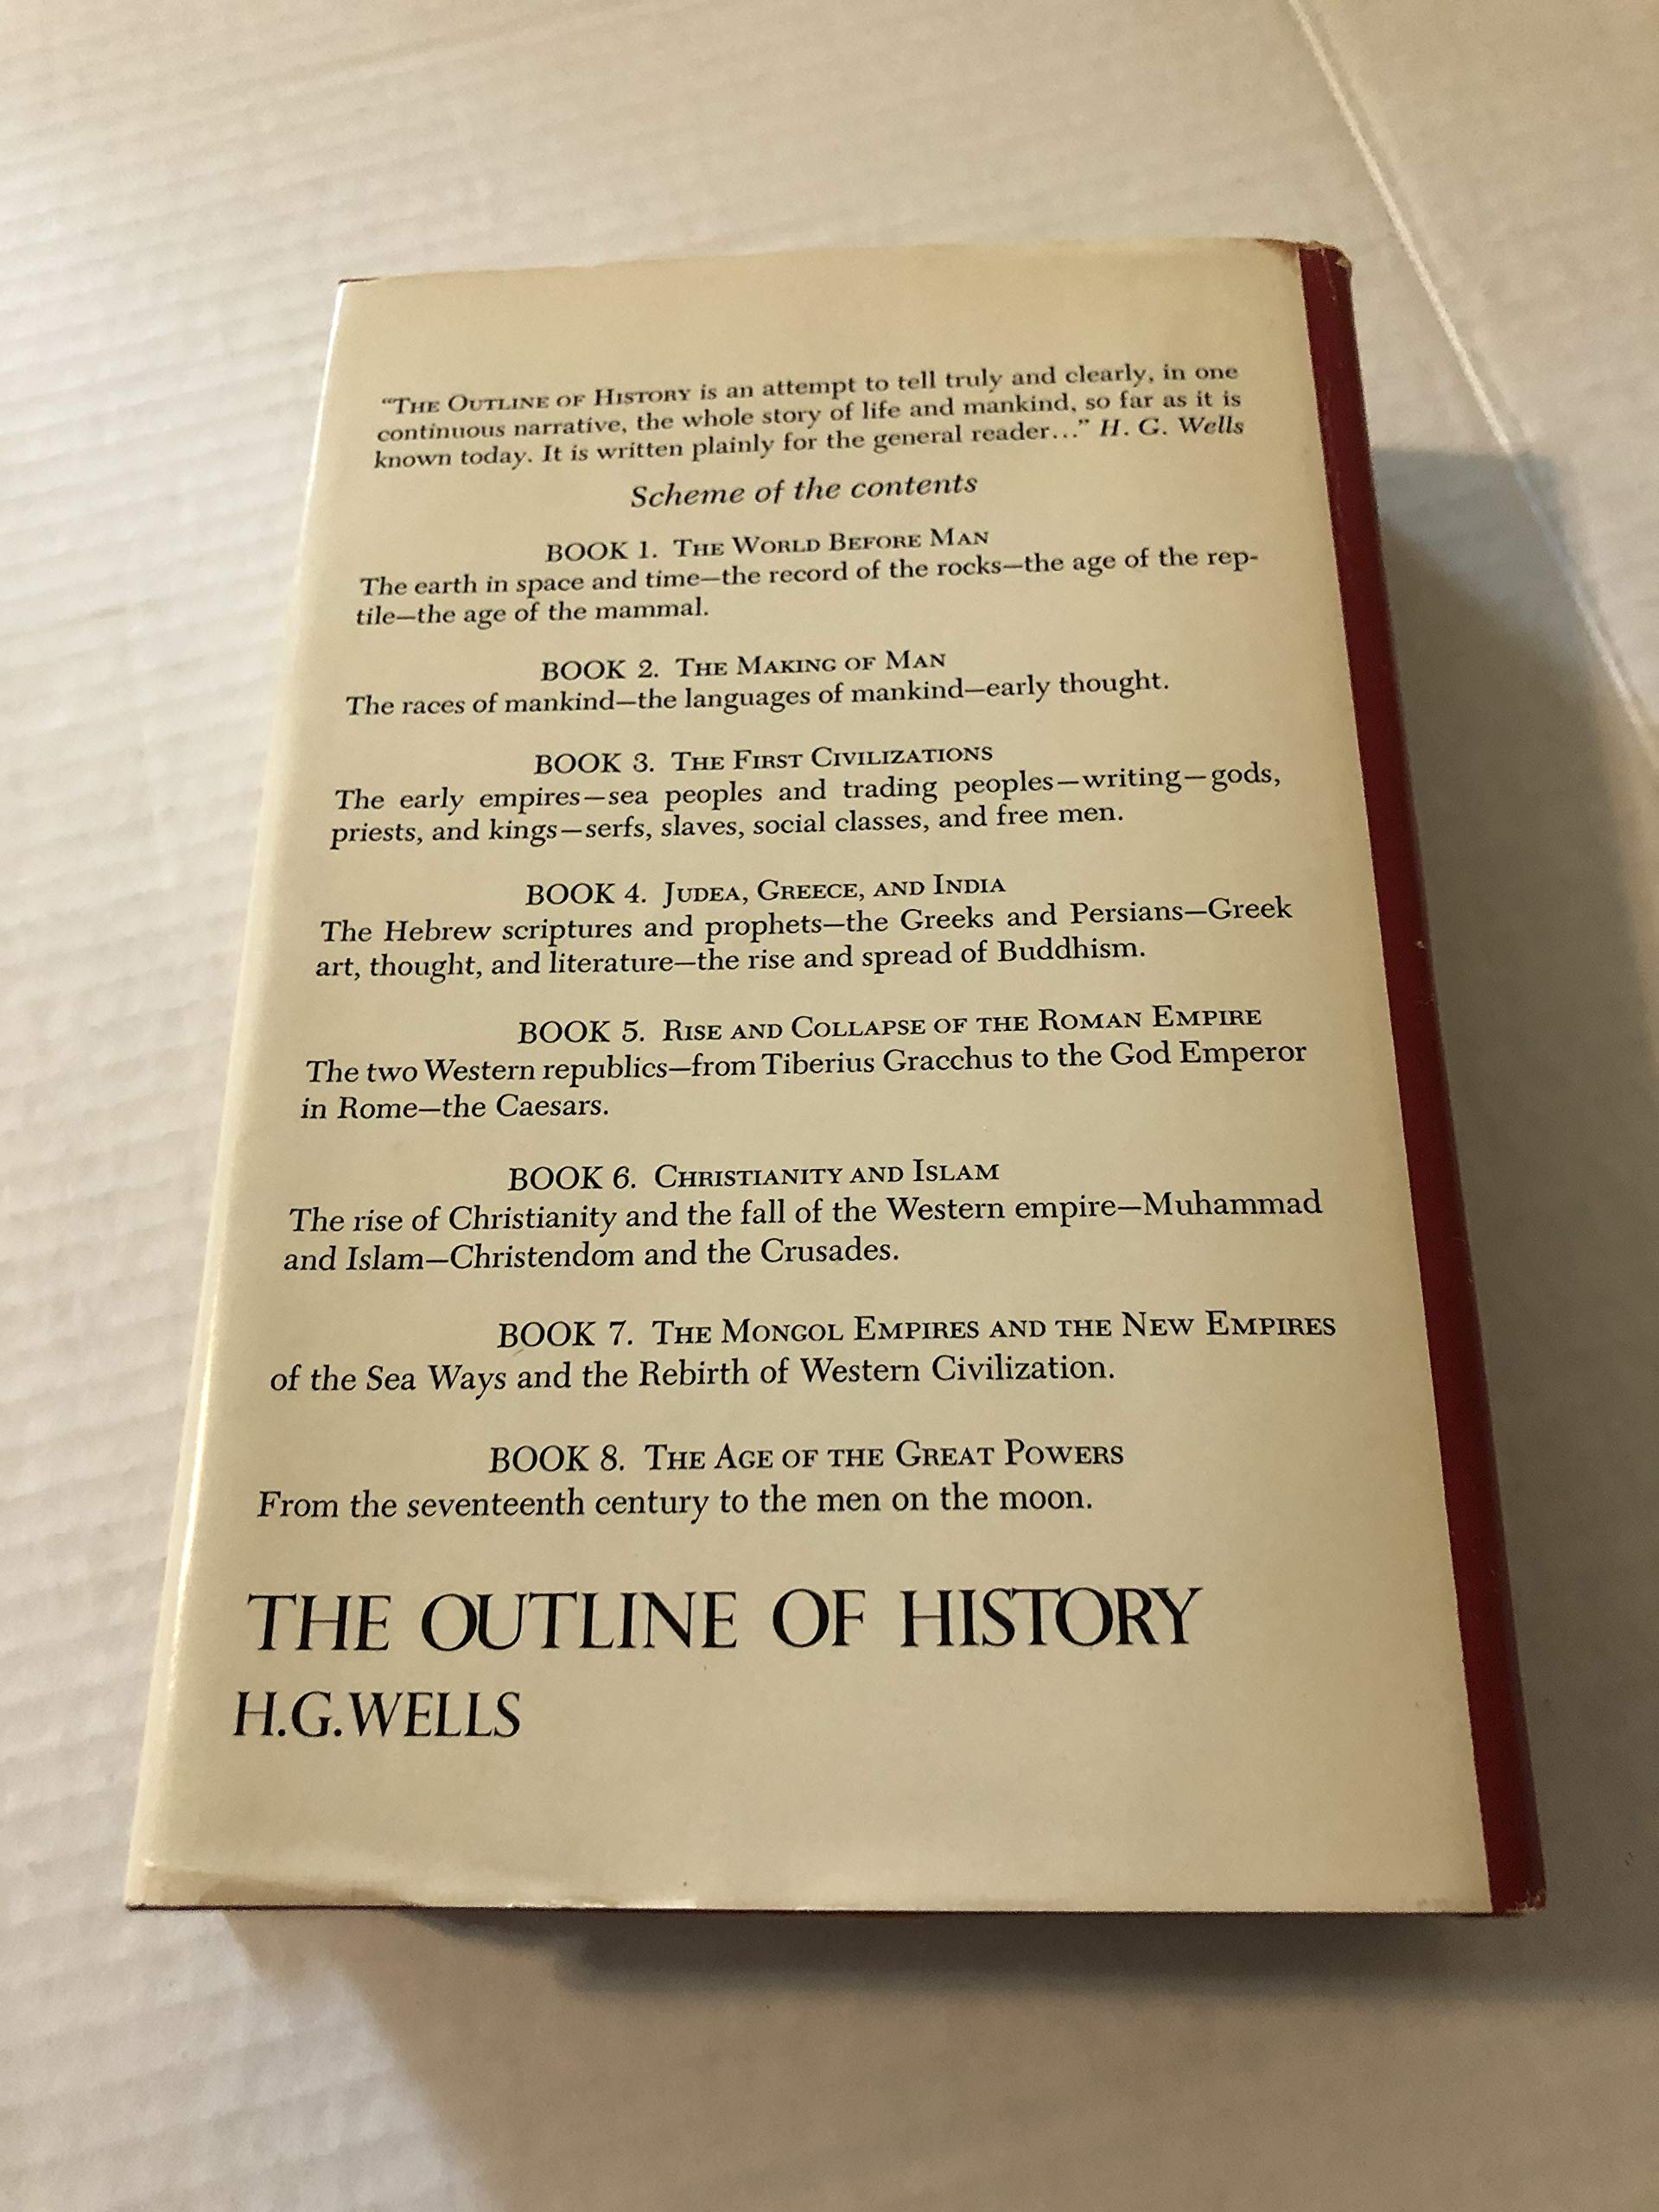 “THE OUTLINE OF HISTORY is an attempt to tell truly and clearly, in one
continuous narrative, the whole story of life and mankind, so far as it is
known today. It is written plainly for the general reader...” H. G. Wells
Scheme of the contents
BOOK 1. THE WORLD BEFORE MAN
The earth in space and time—the record of the rocks—the age of the rep-
tile—the age of the mammal.
BOOK 2. THE MAKING OF MAN
The races of mankind—the languages of mankind—early thought.
BOOK 3. THE FIRST CIVILIZATIONS
The early empires—sea peoples and trading peoples—writing—gods,
priests, and kings—serfs, slaves, social classes, and free men.
BOOK 4. JUDEA, GREECE, AND INDIA
The Hebrew scriptures and prophets—the Greeks and Persians—Greek
art, thought, and literature—the rise and spread of Buddhism.
BOOK 5. RISE AND COLLAPSE OF THE ROMAN EMPIRE
The two Western republics—from Tiberius Gracchus to the God Emperor
in Rome—the Caesars.
BOOK 6. CHRISTIANITY AND ISLAM
The rise of Christianity and the fall of the Western empire—Muhammad
and Islam—Christendom and the Crusades.
BOOK 7. THE MONGOL EMPIRES AND THE NEW EMPIRES
of the Sea Ways and the Rebirth of Western Civilization.
BOOK 8. THE AGE OF THE GREAT POWERS
From the seventeenth century to the men on the moon.
THE OUTLINE OF HISTORY
H.G.WELLS